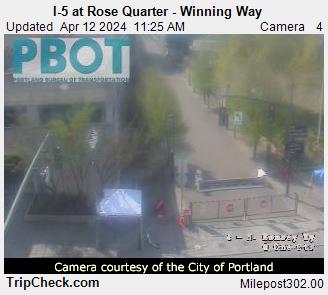 I-5 at Rose Quarter - Winning Way
Updated Apr 12 2024 11:25 AM Camera 4
PBOT
PORTLAND BUREAU OF TRANSPORTATION
Camera courtesy of the City of Portland
TripCheck.com
Milepost302.00